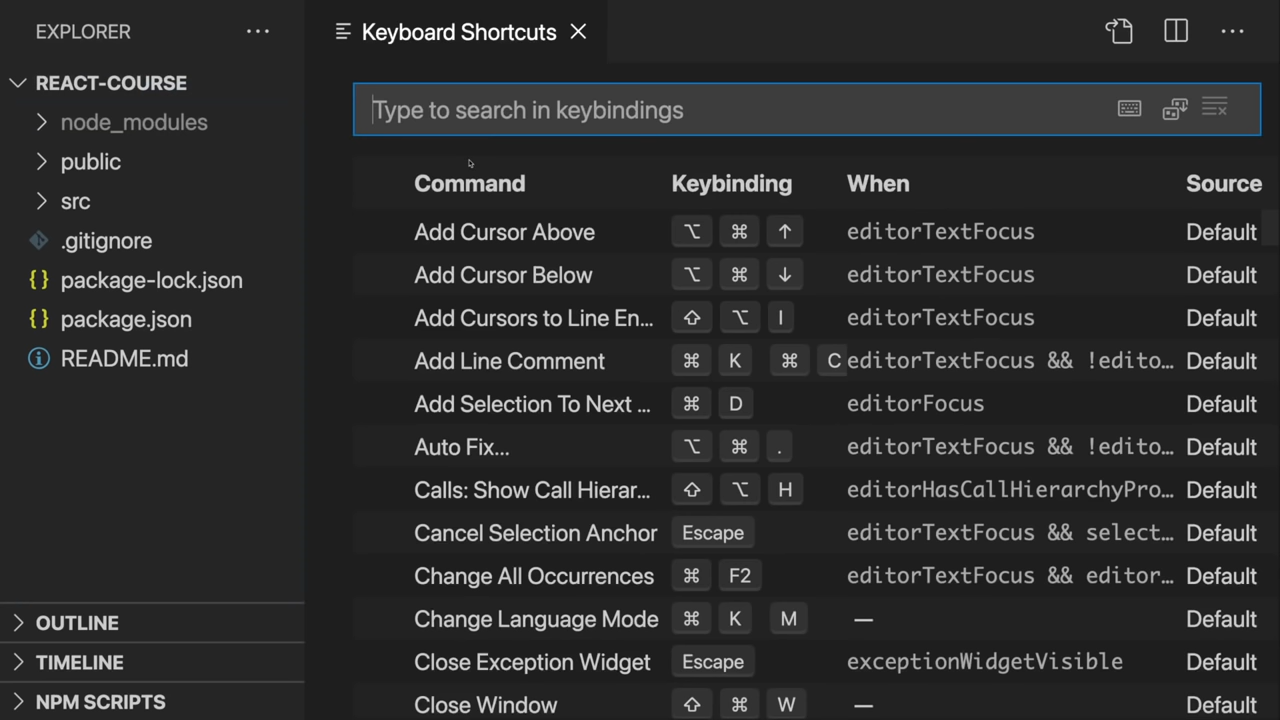 EXPLORER
Keyboard Shortcuts
REACT-COURSE
node_modules
public
src
.gitignore
package-lock.json
package.json
README.md
OUTLINE
TIMELINE
NPM SCRIPTS
Type to search in keybindings
Command Keybinding When Source
Add Cursor Above ⌥ ⌘ ↑ editorTextFocus Default
Add Cursor Below ⌥ ⌘ ↓ editorTextFocus Default
Add Cursors to Line En... ⇧ ⌥ I editorTextFocus Default
Add Line Comment ⌘ K ⌘ C editorTextFocus && !edito... Default
Add Selection To Next ... ⌘ D editorFocus Default
Auto Fix... ⌥ ⌘ . editorTextFocus && !edito... Default
Calls: Show Call Hierar... ⇧ ⌥ H editorHasCallHierarchyPro... Default
Cancel Selection Anchor Escape editorTextFocus && select... Default
Change All Occurrences ⌘ F2 editorTextFocus && editor... Default
Change Language Mode ⌘ K M — Default
Close Exception Widget Escape exceptionWidgetVisible Default
Close Window ⇧ ⌘ W — Default